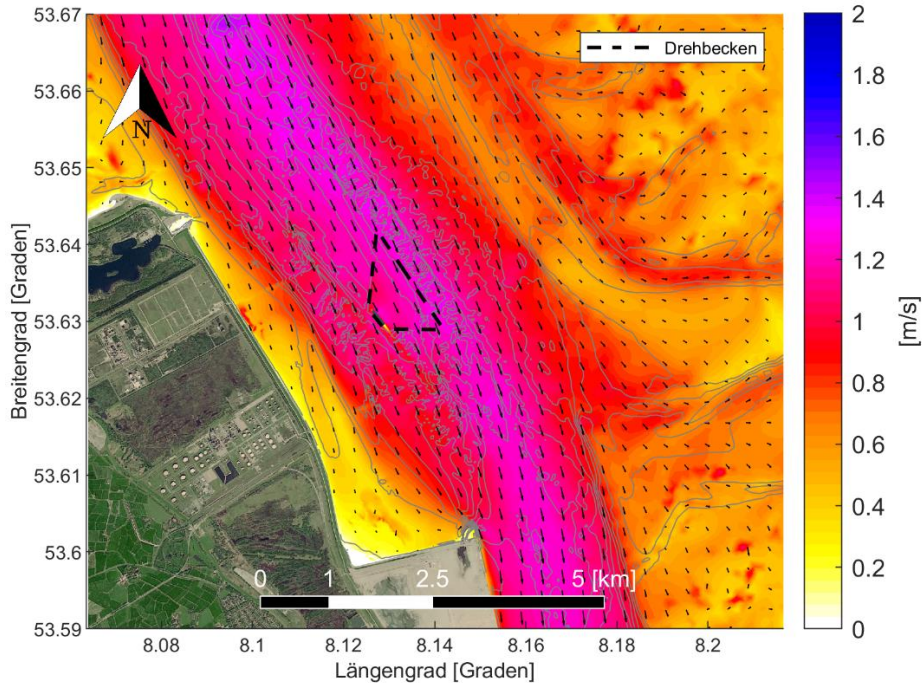 53.67
53.66
53.65
53.64
53.63
53.62
53.61
53.6
53.59
Breitengrad [Graden]
N
Drehbecken
0 1 2.5 5 [km]
8.08 8.1 8.12 8.14 8.16 8.18 8.2
Längengrad [Graden]
2
1.8
1.6
1.4
1.2
1
0.8
0.6
0.4
0.2
0
[m/s]